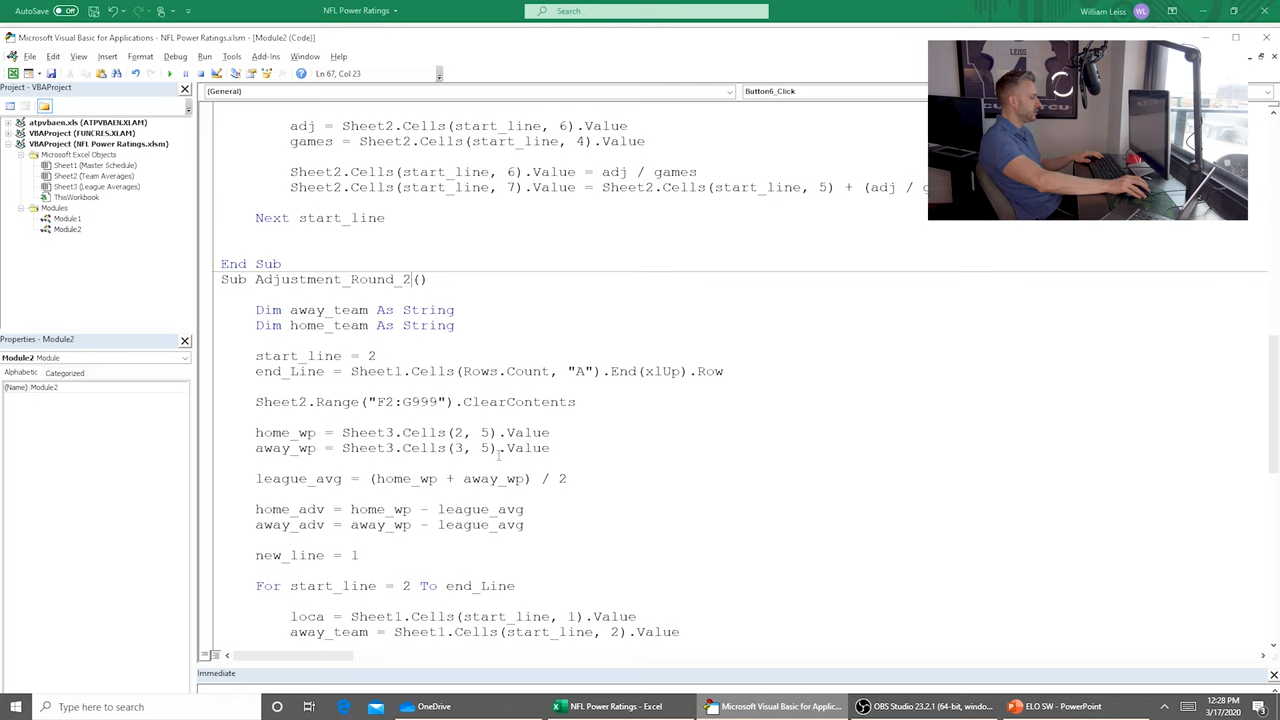 AutoSave Off
NFL Power Ratings
Search
William Leiss
WL
Microsoft Visual Basic for Applications - NFL Power Ratings.xlsm - [Module2 (Code)]
File Edit View Insert Format Debug Run Tools Add-Ins Window Help
Ln 67, Col 23
Project - VBAProject
(General)
Button6_Click
atpvbaen.xls (ATPVBAEN.XLAM)
VBAProject (FUNCRES.XLAM)
VBAProject (NFL Power Ratings.xlsm)
Microsoft Excel Objects
Sheet1 (Master Schedule)
Sheet2 (Team Averages)
Sheet3 (League Averages)
ThisWorkbook
Modules
Module1
Module2
Properties - Module2
Module2 Module
Alphabetic Categorized
(Name) Module2
adj = Sheet2.Cells(start_line, 6).Value
games = Sheet2.Cells(start_line, 4).Value
Sheet2.Cells(start_line, 6).Value = adj / games
Sheet2.Cells(start_line, 7).Value = Sheet2.Cells(start_line, 5) + (adj / g
Next start_line
End Sub
Sub Adjustment_Round_2()
Dim away_team As String
Dim home_team As String
start_line = 2
end_Line = Sheet1.Cells(Rows.Count, "A").End(xlUp).Row
Sheet2.Range("F2:G999").ClearContents
home_wp = Sheet3.Cells(2, 5).Value
away_wp = Sheet3.Cells(3, 5).Value
league_avg = (home_wp + away_wp) / 2
home_adv = home_wp - league_avg
away_adv = away_wp - league_avg
new_line = 1
For start_line = 2 To end_Line
loca = Sheet1.Cells(start_line, 1).Value
away_team = Sheet1.Cells(start_line, 2).Value
Immediate
LEISS
Type here to search
OneDrive
NFL Power Ratings - Excel
Microsoft Visual Basic for Applications...
OBS Studio 23.2.1 (64-bit, window...
ELO SW - PowerPoint
12:28 PM
3/17/2020